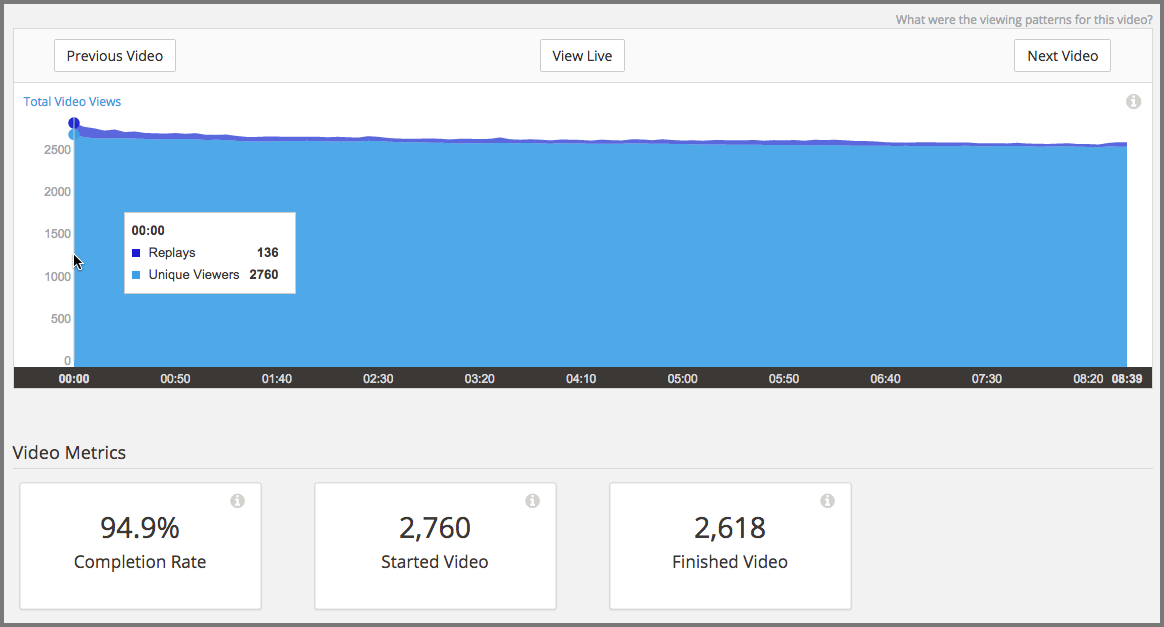 What were the viewing patterns for this video?
Previous Video View Live Next Video
Total Video Views
2500
2000
00:00
1500
Replays 136
Unique Viewers 2760
1000
500
0
00:00 00:50 01:40 02:30 03:20 04:10 05:00 05:50 06:40 07:30 08:20 08:39
Video Metrics
94.9% 2,760 2,618
Completion Rate Started Video Finished Video